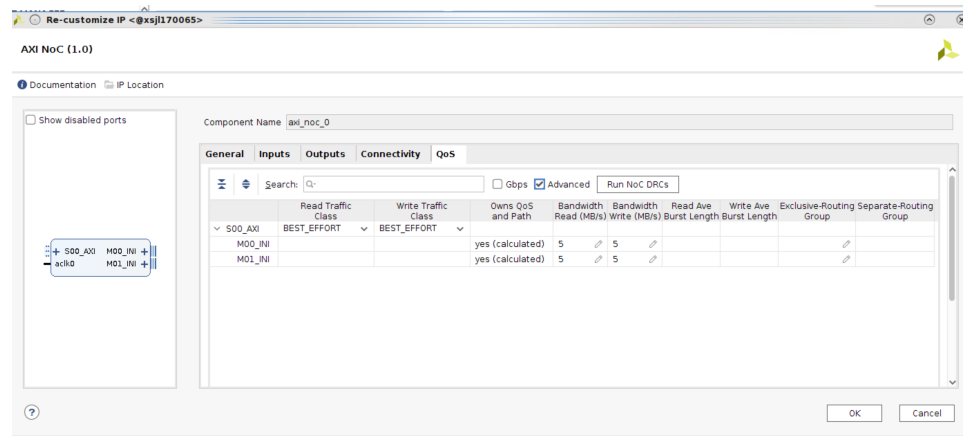 Re-customize IP <@xsjl170065>
AXI NoC (1.0)
Documentation IP Location
Show disabled ports
+ S00_AXI M00_INI +
aclk0 M01_INI +
Component Name axi_noc_0
General Inputs Outputs Connectivity QoS
Search: Gbps Advanced Run NoC DRCs
Read Traffic Class Write Traffic Class Owns QoS and Path Bandwidth Read (MB/s) Bandwidth Write (MB/s) Read Ave Burst Length Write Ave Burst Length Exclusive-Routing Group Separate-Routing Group
S00_AXI BEST_EFFORT BEST_EFFORT
M00_INI yes (calculated) 5 5
M01_INI yes (calculated) 5 5
?
OK Cancel